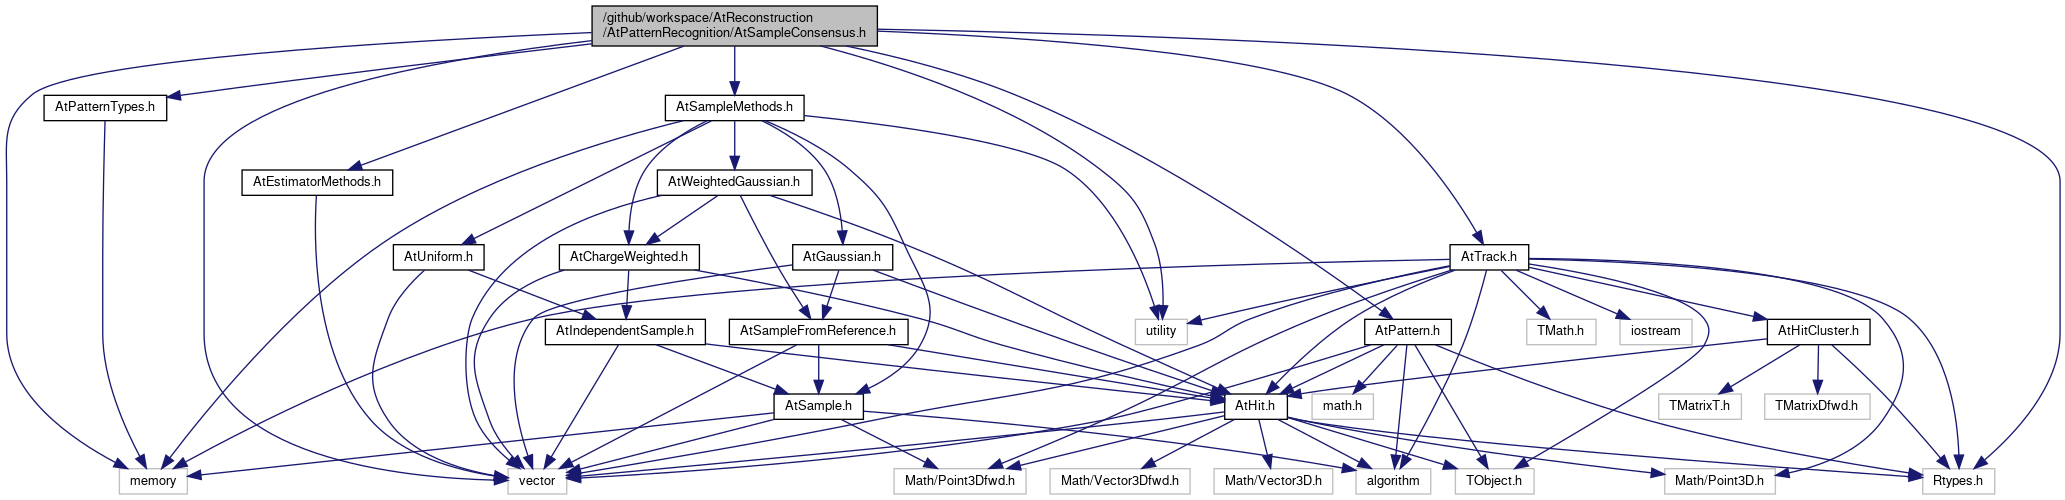 /github/workspace/AtReconstruction
/AtPatternRecognition/AtSampleConsensus.h
AtPatternTypes.h
AtSampleMethods.h
AtEstimatorMethods.h
AtWeightedGaussian.h
AtUniform.h
AtChargeWeighted.h
AtGaussian.h
AtTrack.h
AtIndependentSample.h
AtSampleFromReference.h
utility
AtPattern.h
TMath.h
iostream
AtHitCluster.h
AtSample.h
AtHit.h
math.h
TMatrixT.h
TMatrixDfwd.h
memory
vector
Math/Point3Dfwd.h
Math/Vector3Dfwd.h
Math/Vector3D.h
algorithm
TObject.h
Math/Point3D.h
Rtypes.h